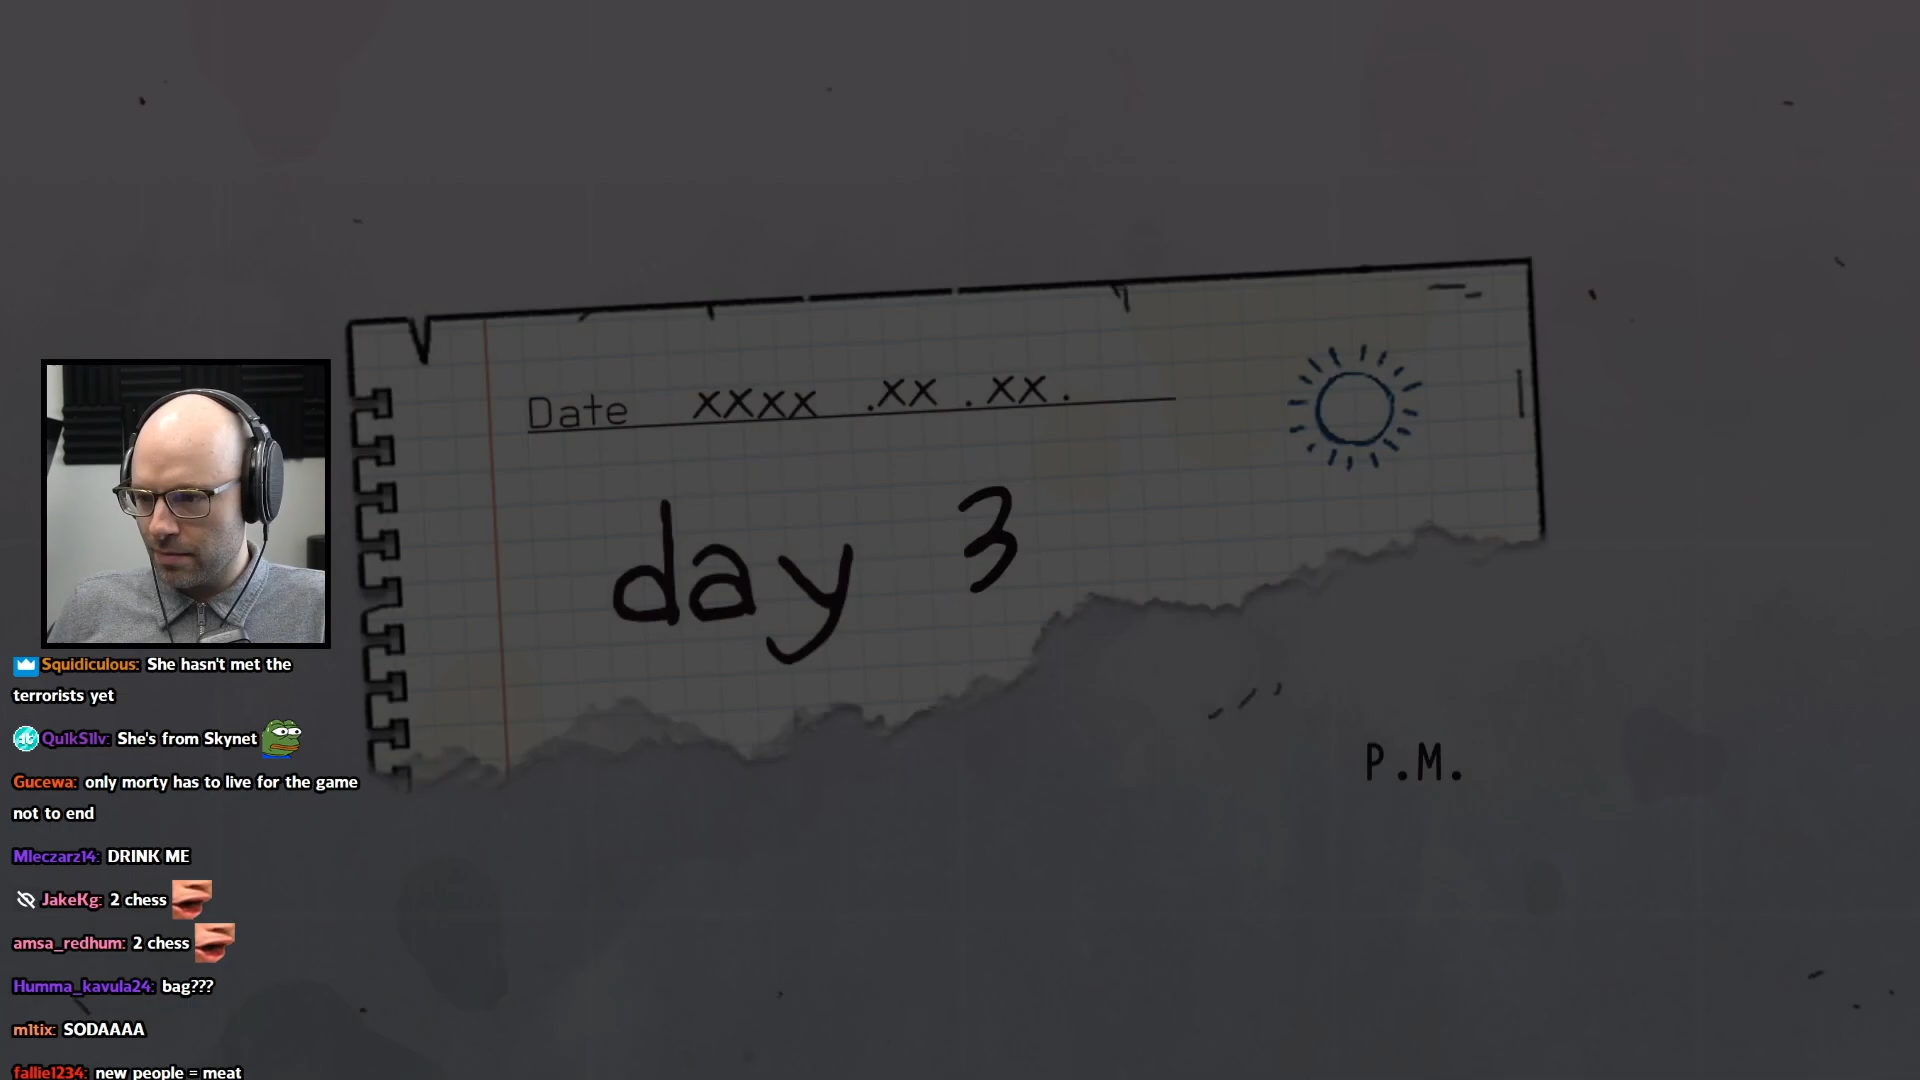 Date xxxx .xx . xx .
day 3
P.M.
Squidiculous: She hasn't met the
terrorists yet
Qu1kS1lv: She's from Skynet
Gucewa: only morty has to live for the game
not to end
Mleczarz14: DRINK ME
JakeKg: 2 chess
amsa_redhum: 2 chess
Humma_kavula24: bag???
m1tix: SODAAAA
fallie1234: new people = meat